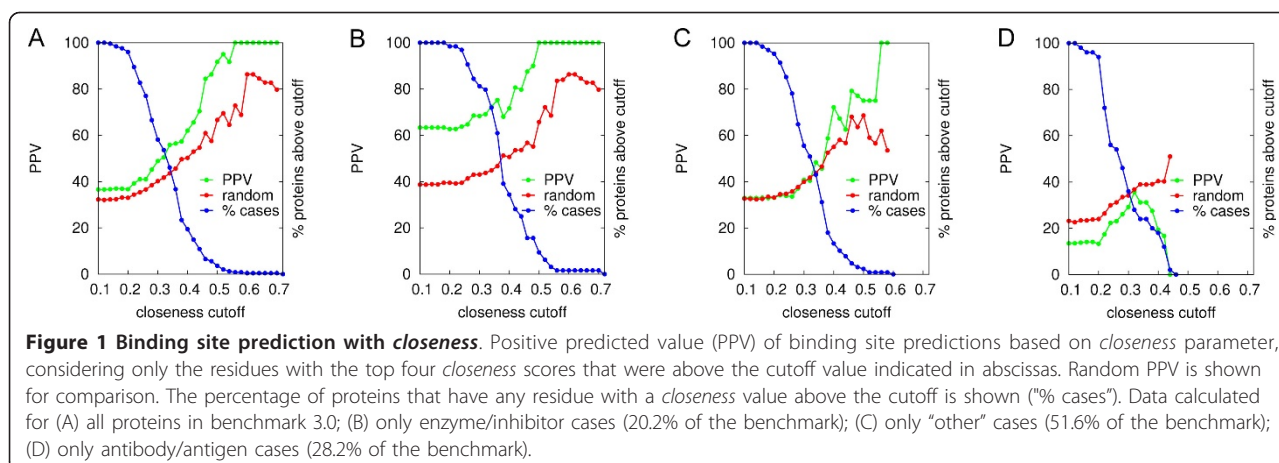 A
B
C
D
100
80
60
40
20
0
PPV
PPV
random
% cases
0.1 0.2 0.3 0.4 0.5 0.6 0.7
closeness cutoff
% proteins above cutoff
100
80
60
40
20
0
PPV
PPV
random
% cases
0.1 0.2 0.3 0.4 0.5 0.6 0.7
closeness cutoff
% proteins above cutoff
100
80
60
40
20
0
PPV
PPV
random
% cases
0.1 0.2 0.3 0.4 0.5 0.6 0.7
closeness cutoff
% proteins above cutoff
100
80
60
40
20
0
PPV
PPV
random
% cases
0.1 0.2 0.3 0.4 0.5 0.6 0.7
closeness cutoff
% proteins above cutoff
Figure 1 Binding site prediction with closeness. Positive predicted value (PPV) of binding site predictions based on closeness parameter,
considering only the residues with the top four closeness scores that were above the cutoff value indicated in abscissas. Random PPV is shown
for comparison. The percentage of proteins that have any residue with a closeness value above the cutoff is shown ("% cases"). Data calculated
for (A) all proteins in benchmark 3.0; (B) only enzyme/inhibitor cases (20.2% of the benchmark); (C) only “other” cases (51.6% of the benchmark);
(D) only antibody/antigen cases (28.2% of the benchmark).